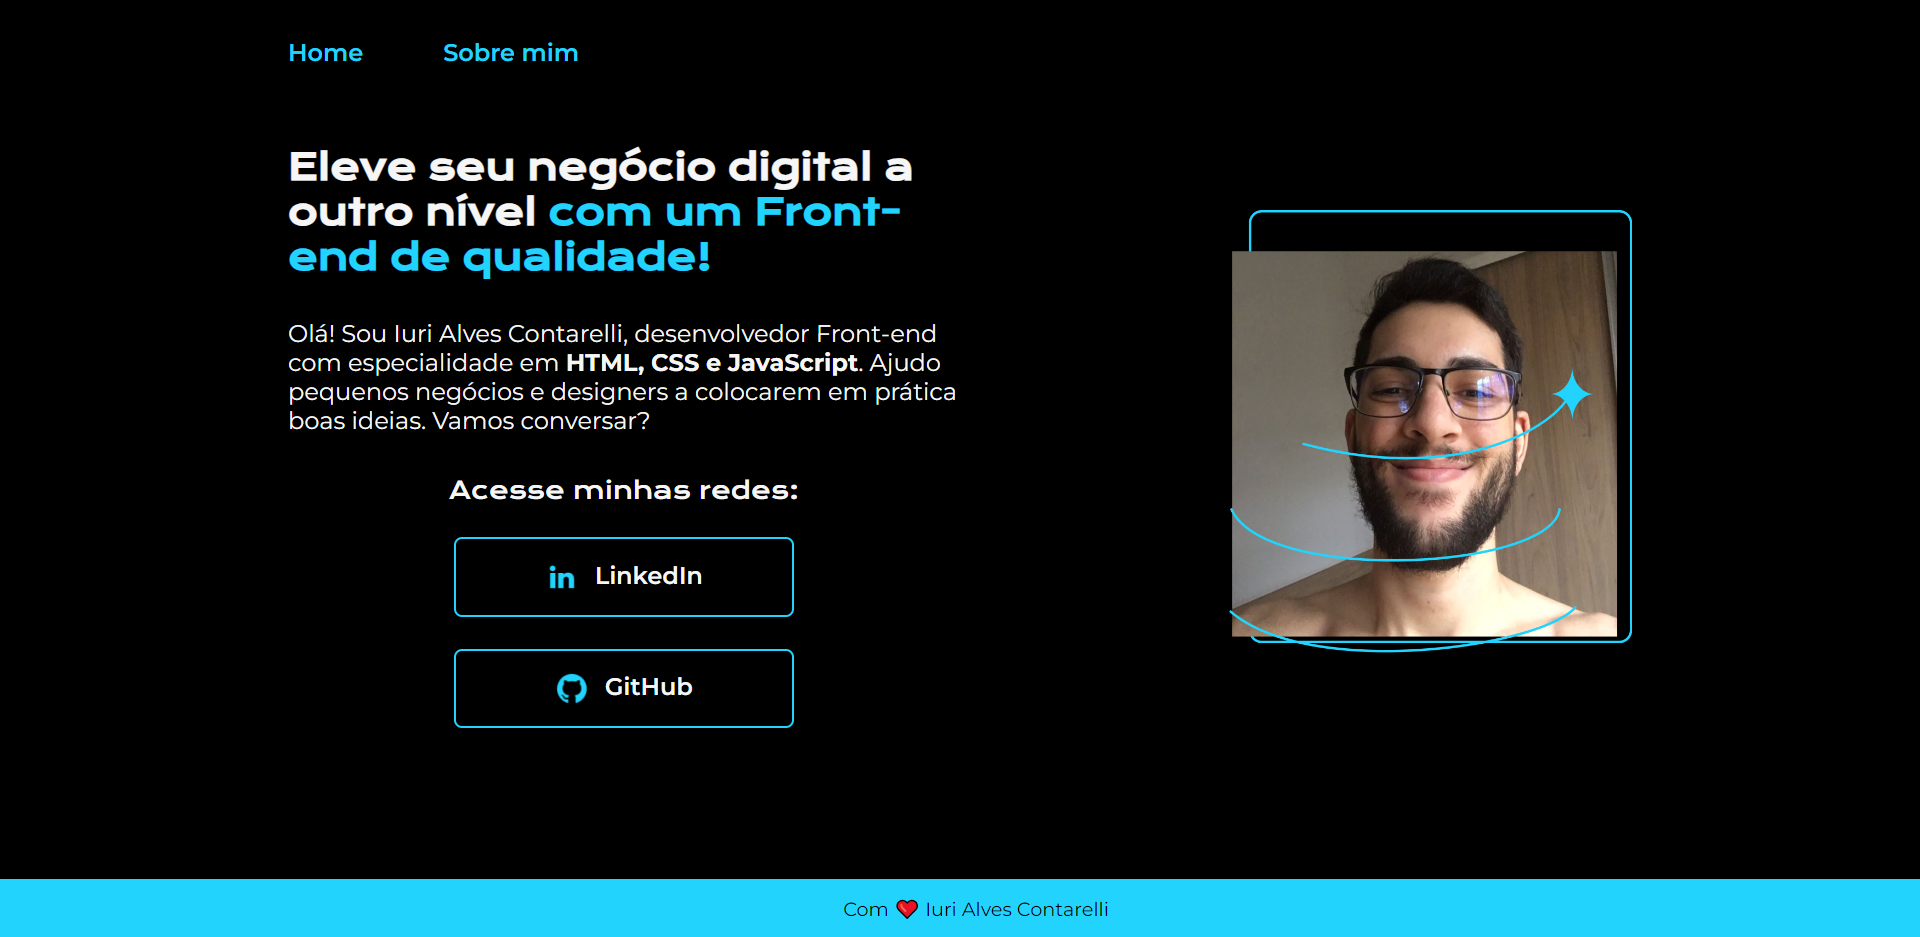 Home
Sobre mim
Eleve seu negócio digital a
outro nível com um Front-
end de qualidade!
Olá! Sou Iuri Alves Contarelli, desenvolvedor Front-end
com especialidade em HTML, CSS e JavaScript. Ajudo
pequenos negócios e designers a colocarem em prática
boas ideias. Vamos conversar?
Acesse minhas redes:
in LinkedIn
GitHub
Com ❤️ Iuri Alves Contarelli